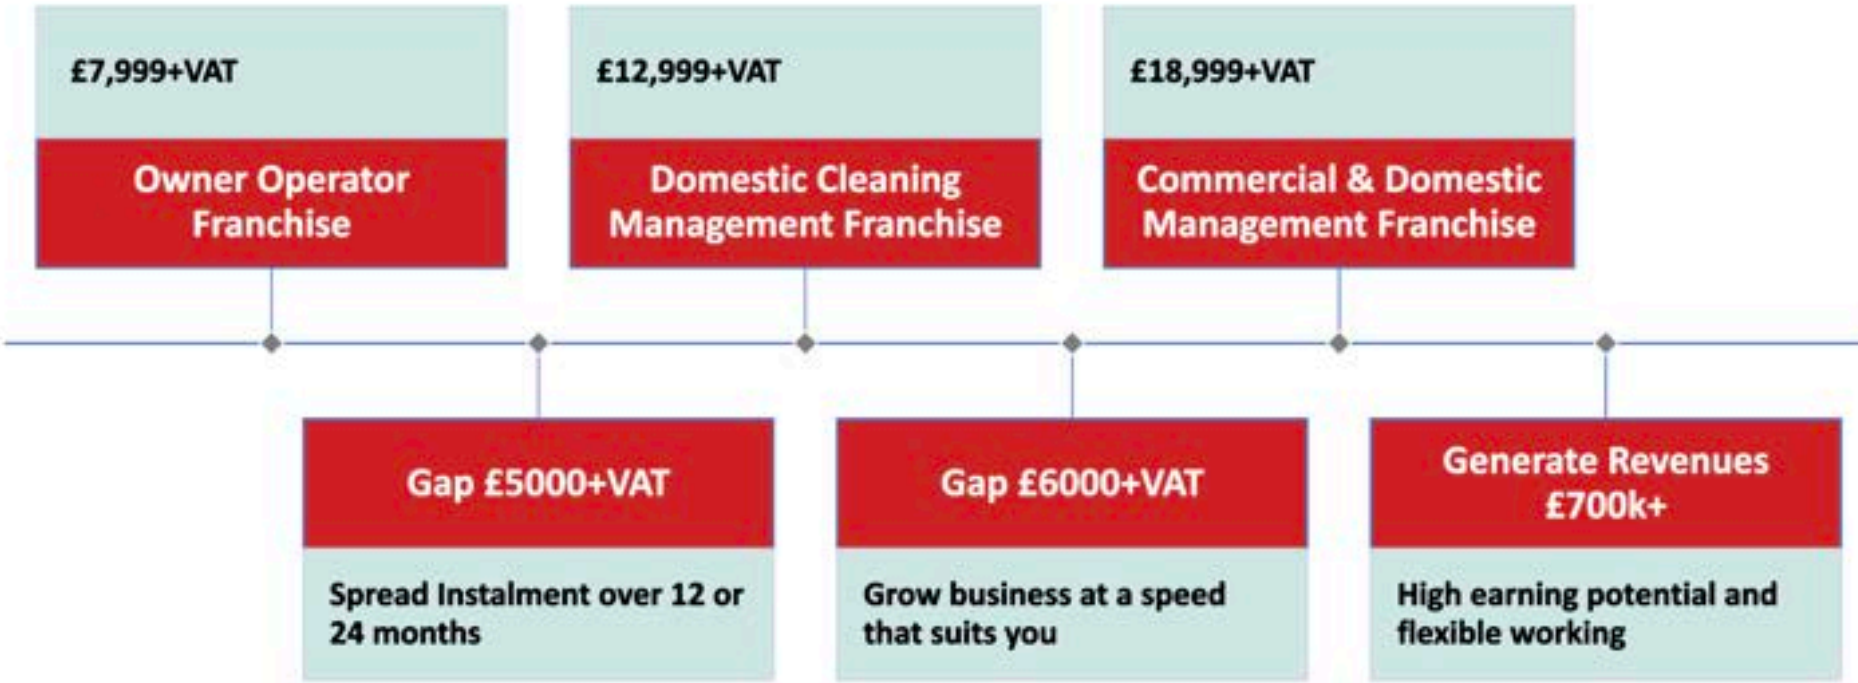 £7,999+VAT
Owner Operator
Franchise
£12,999+VAT
Domestic Cleaning
Management Franchise
£18,999+VAT
Commercial & Domestic
Management Franchise
Gap £5000+VAT
Spread Instalment over 12 or
24 months
Gap £6000+VAT
Grow business at a speed
that suits you
Generate Revenues
£700k+
High earning potential and
flexible working